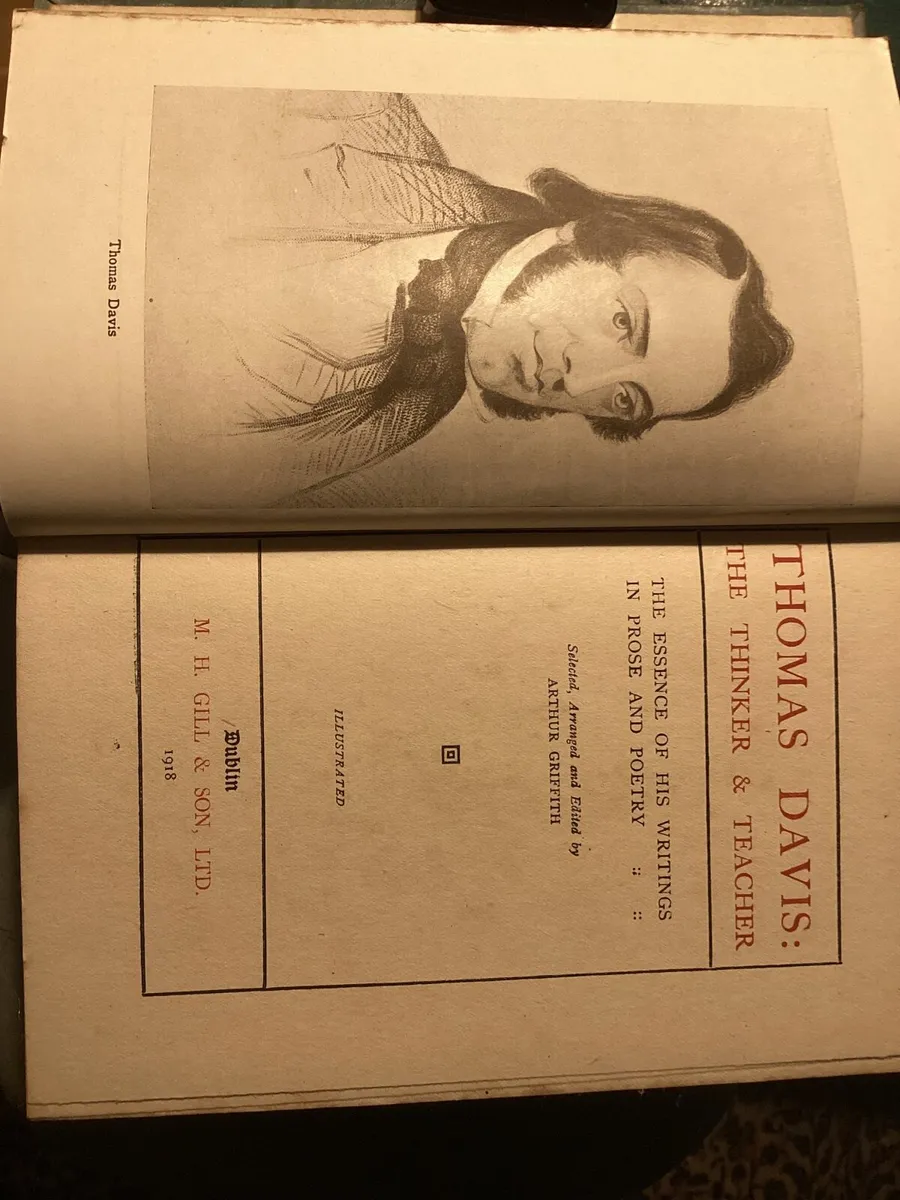 Thomas Davis
THOMAS DAVIS:
THE THINKER & TEACHER
THE ESSENCE OF HIS WRITINGS
IN PROSE AND POETRY :: ::
Selected, Arranged and Edited by
ARTHUR GRIFFITH
ILLUSTRATED
Dublin
M. H. GILL & SON, LTD.
1918